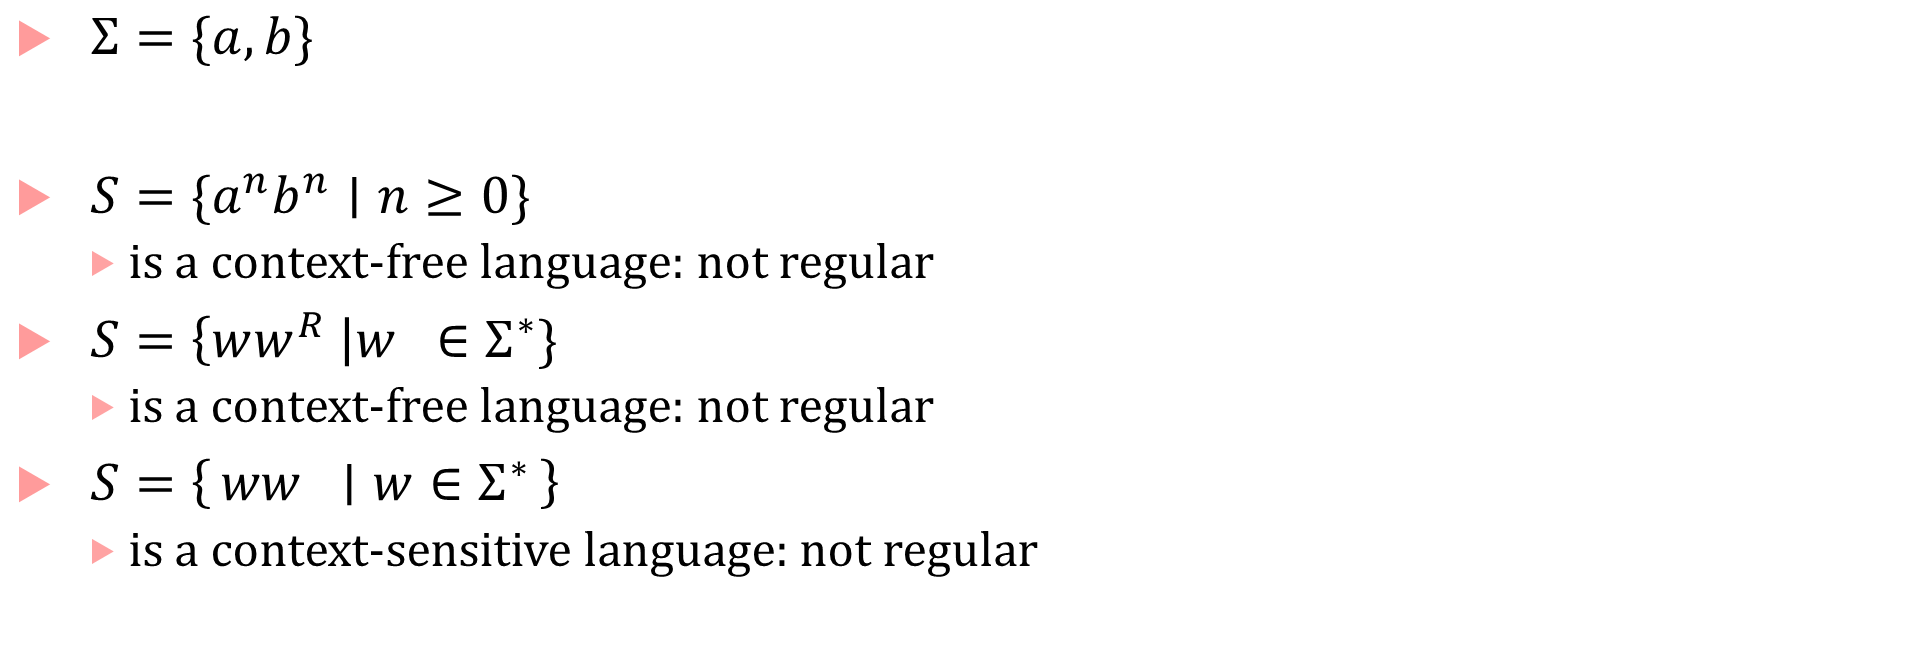 Σ = {a, b}
S = {aⁿbⁿ | n ≥ 0}
is a context-free language: not regular
S = {wwᴿ |w ∈ Σ*}
is a context-free language: not regular
S = { ww | w ∈ Σ* }
is a context-sensitive language: not regular